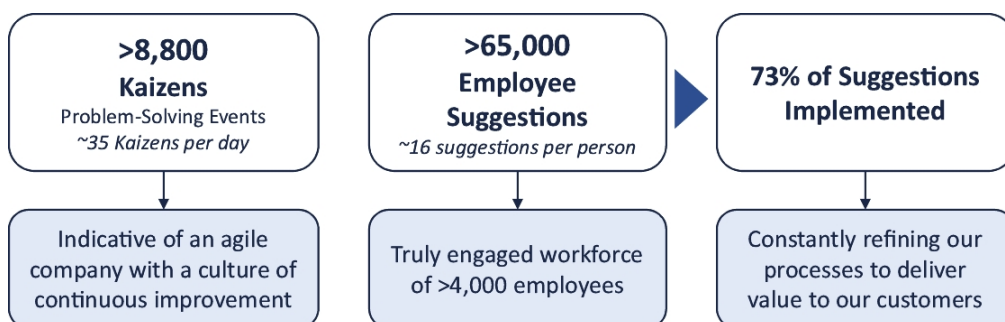 >8,800
Kaizens
Problem-Solving Events
~35 Kaizens per day
Indicative of an agile
company with a culture of
continuous improvement
>65,000
Employee
Suggestions
~16 suggestions per person
Truly engaged workforce
of >4,000 employees
73% of Suggestions
Implemented
Constantly refining our
processes to deliver
value to our customers